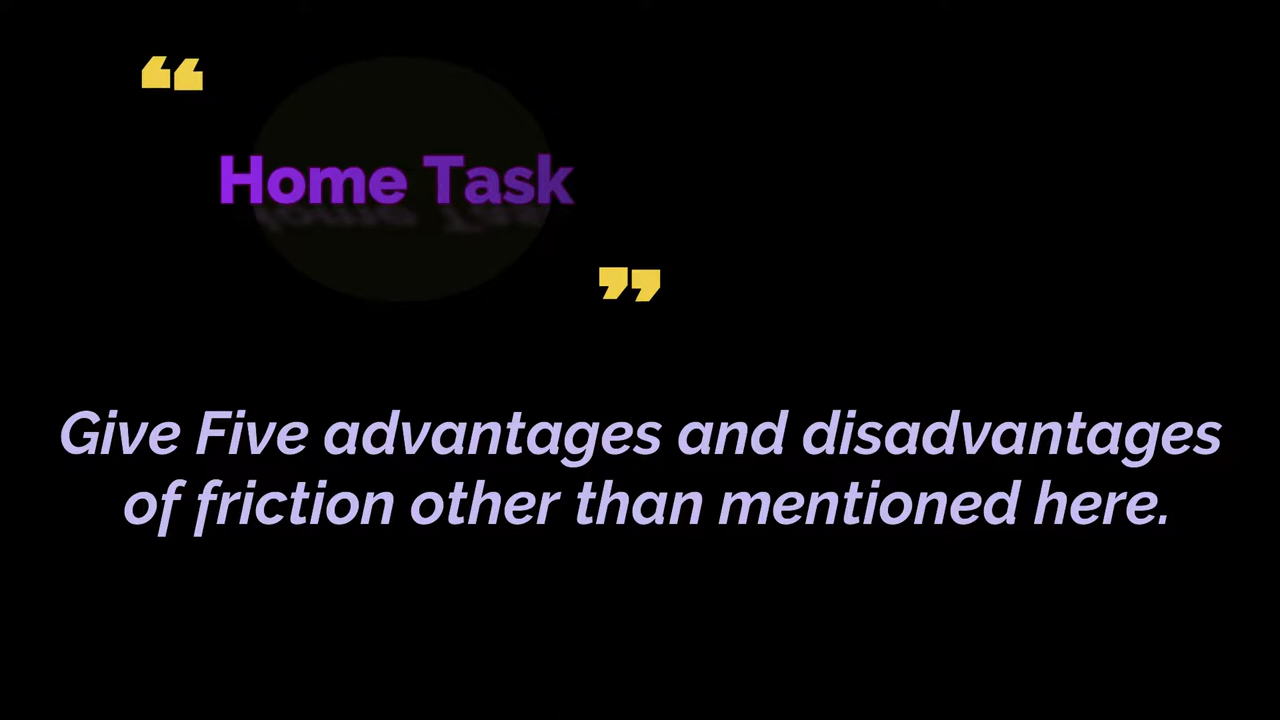 “
Home Task
”
Give Five advantages and disadvantages
of friction other than mentioned here.